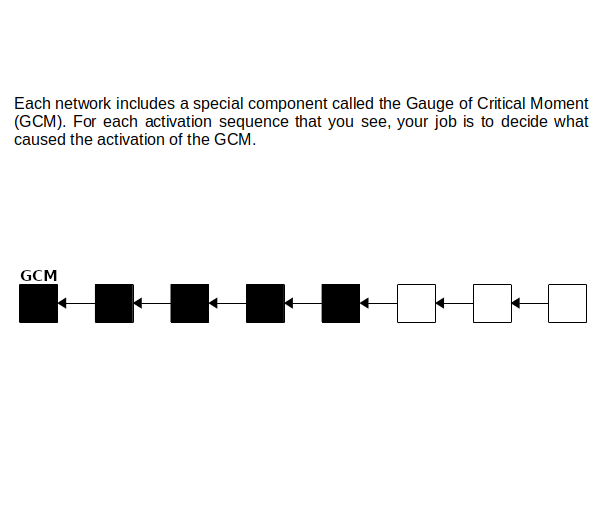 Each network includes a special component called the Gauge of Critical Moment
(GCM). For each activation sequence that you see, your job is to decide what
caused the activation of the GCM.
GCM